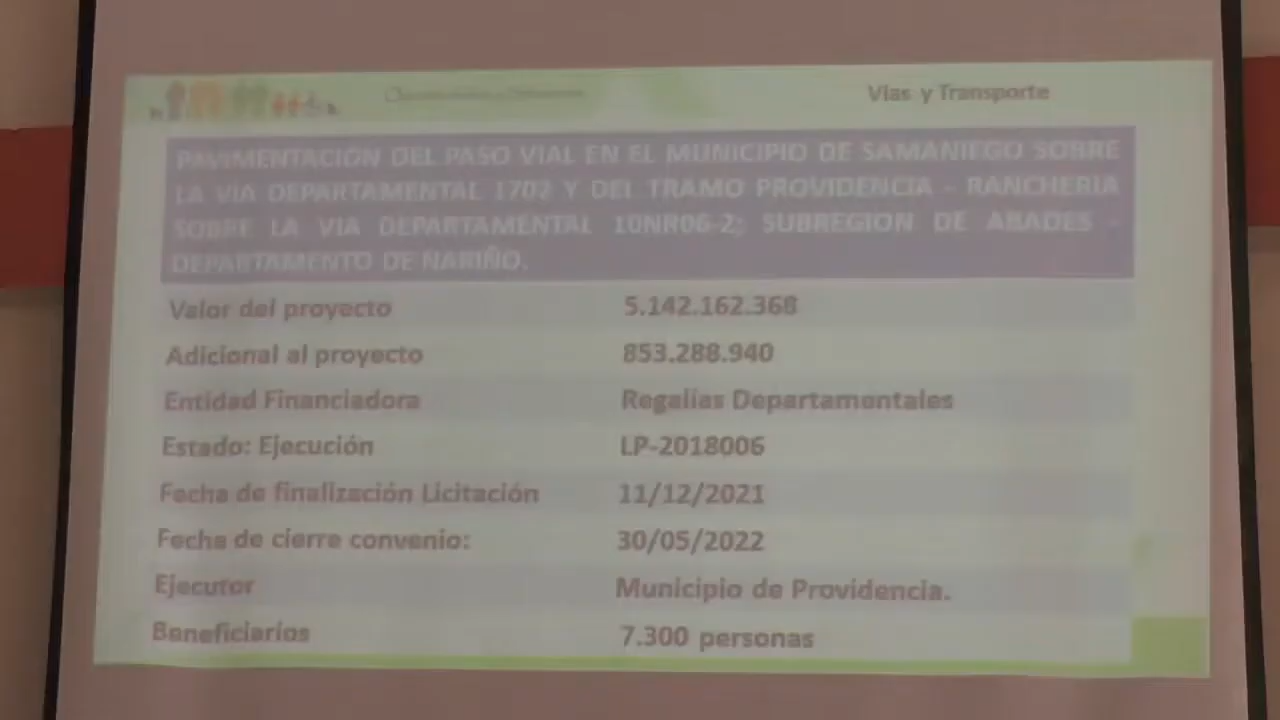 Vías y Transporte
PAVIMENTACION DEL PASO VIAL EN EL MUNICIPIO DE SAMANIEGO SOBRE
LA VIA DEPARTAMENTAL 1702 Y DEL TRAMO PROVIDENCIA - RANCHERIA
SOBRE LA VIA DEPARTAMENTAL 10NR06-2; SUBREGION DE ABADES -
DEPARTAMENTO DE NARIÑO.
Valor del proyecto 5.142.162.368
Adicional al proyecto 853.288.940
Entidad Financiadora Regalías Departamentales
Estado: Ejecución LP-2018006
Fecha de finalización Licitación 11/12/2021
Fecha de cierre convenio: 30/05/2022
Ejecutor Municipio de Providencia.
Beneficiarios 7.300 personas